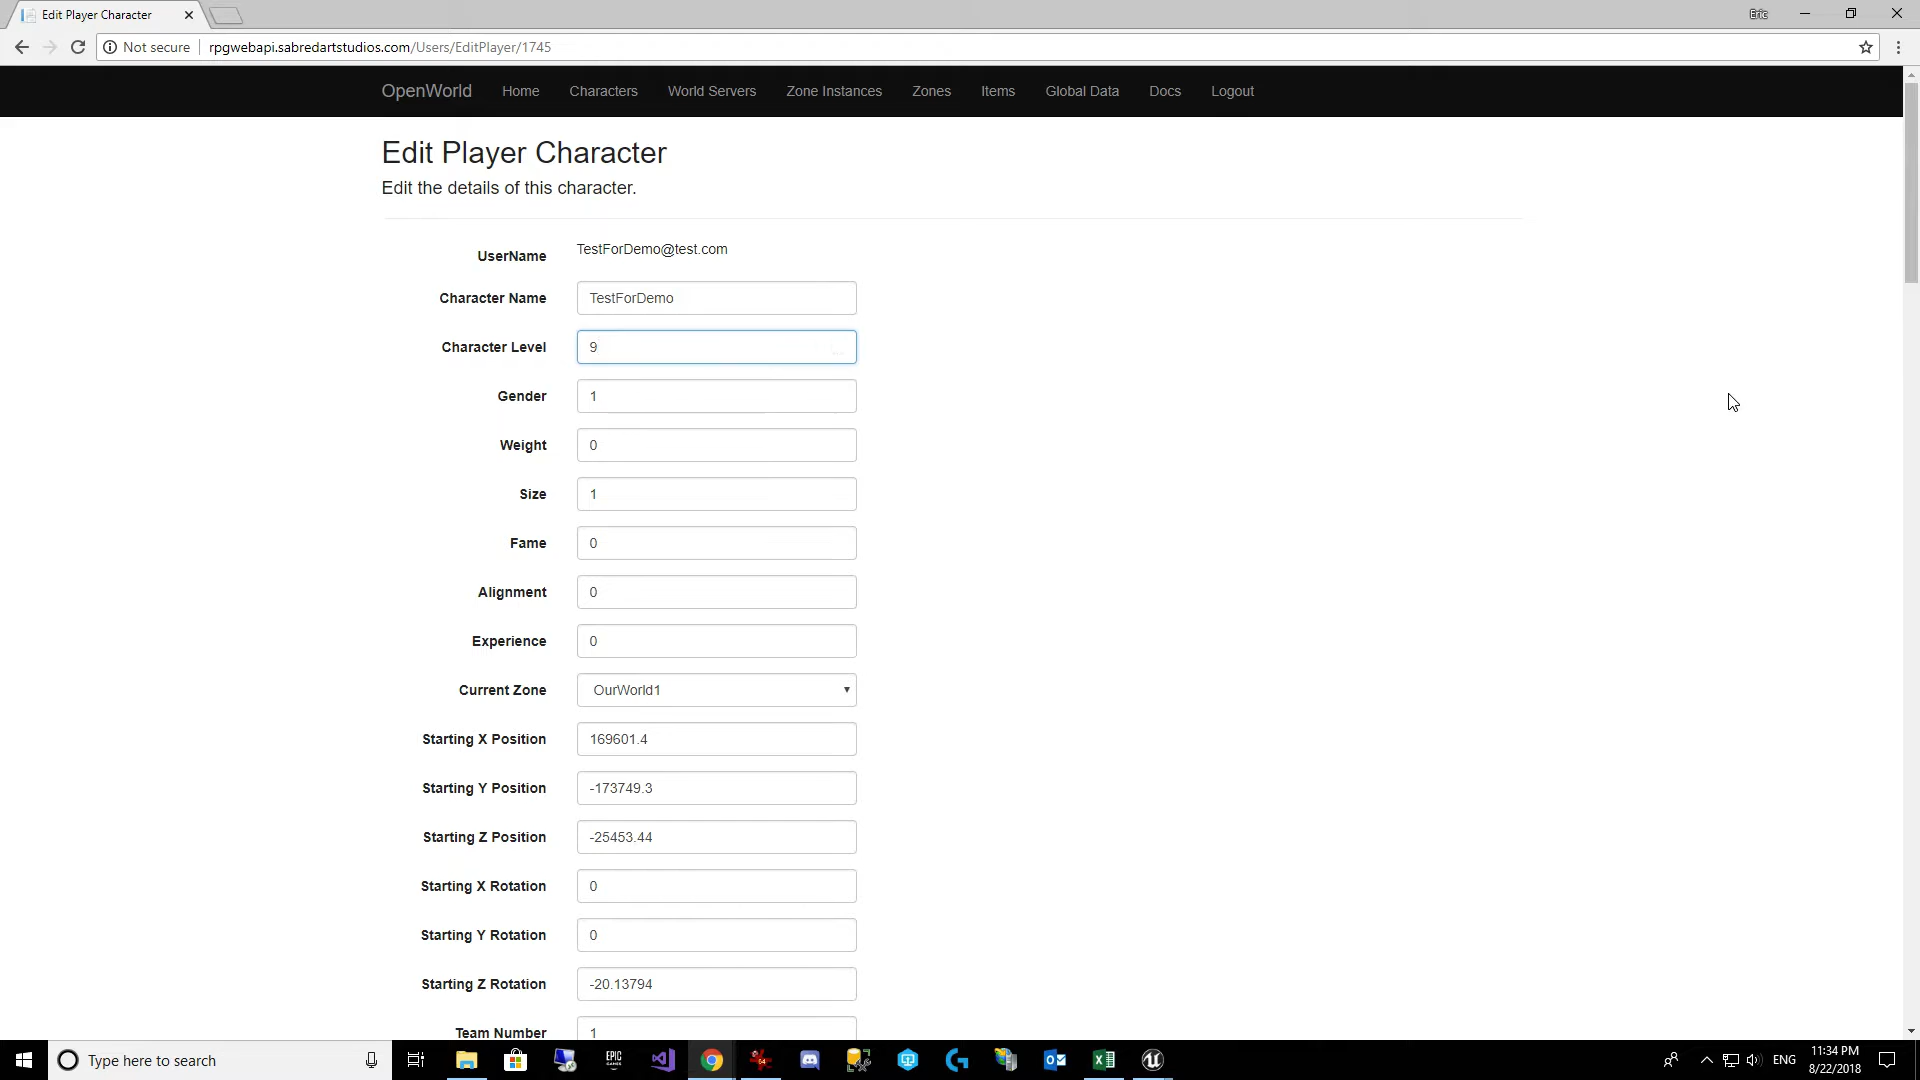 Edit Player Character
Eric
Not secure
rpgwebapi.sabredartstudios.com/Users/EditPlayer/1745
OpenWorld Home Characters World Servers Zone Instances Zones Items Global Data Docs Logout
Edit Player Character
Edit the details of this character.
UserName TestForDemo@test.com
Character Name TestForDemo
Character Level 9
Gender 1
Weight 0
Size 1
Fame 0
Alignment 0
Experience 0
Current Zone OurWorld1
Starting X Position 169601.4
Starting Y Position -173749.3
Starting Z Position -25453.44
Starting X Rotation 0
Starting Y Rotation 0
Starting Z Rotation -20.13794
Team Number 1
Type here to search
EPIC
GAMES
64
ENG
11:34 PM
8/22/2018